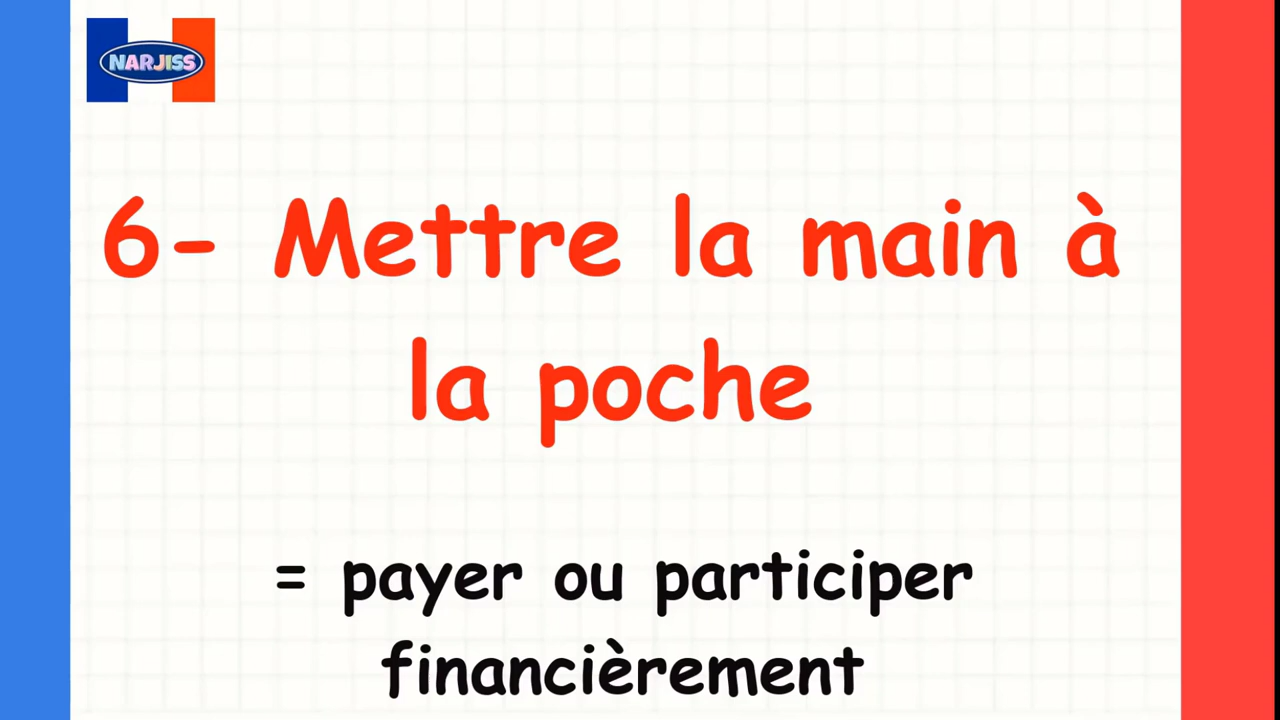 NARJISS
6- Mettre la main à
la poche
= payer ou participer
financièrement